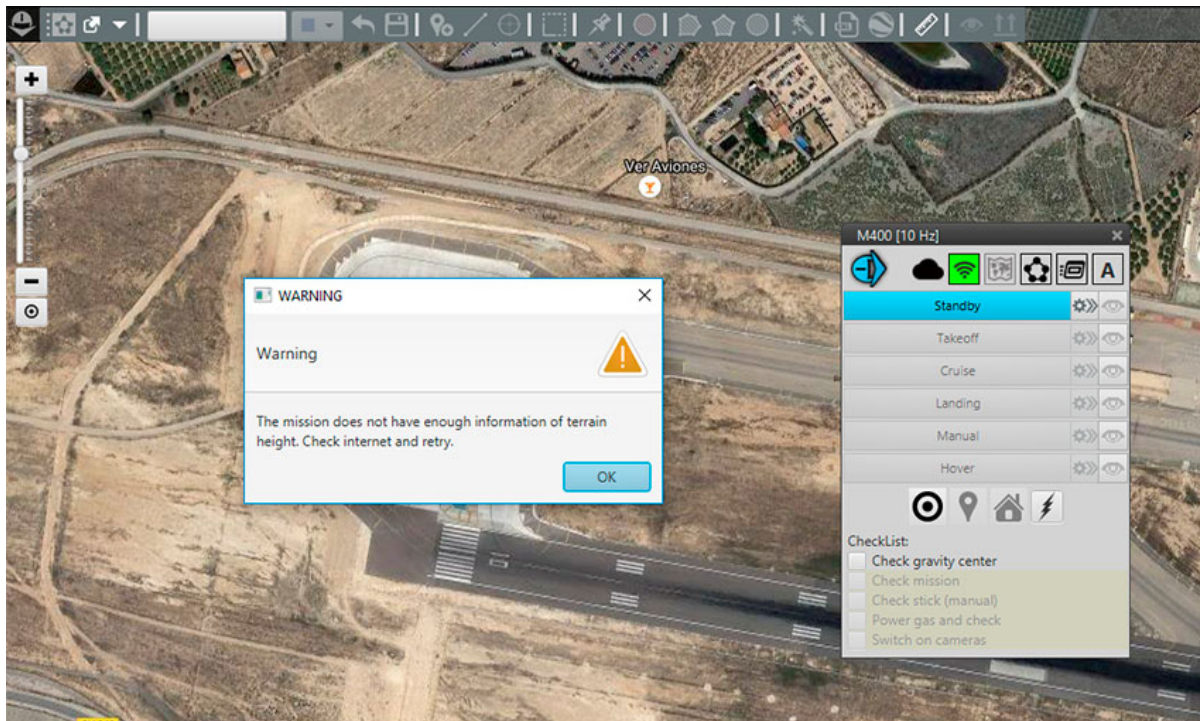 Ver Aviones
M400 [10 Hz]
A
Standby
Takeoff
Cruise
Landing
Manual
Hover
CheckList:
Check gravity center
Check mission
Check stick (manual)
Power gas and check
Switch on cameras
WARNING
Warning
The mission does not have enough information of terrain
height. Check internet and retry.
OK